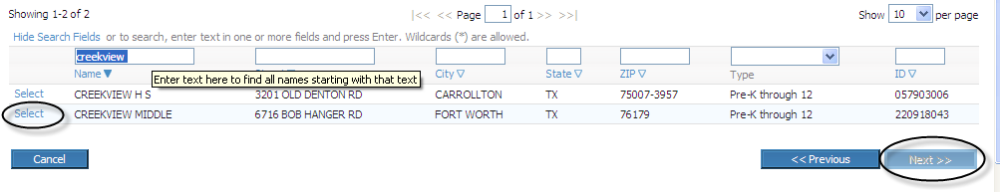 Showing 1-2 of 2 |<< << Page 1 of 1 >> >>| Show 10 per page
Hide Search Fields or to search, enter text in one or more fields and press Enter. Wildcards (*) are allowed.
creekview
Name ▼ City ▽ State ▽ ZIP ▽ Type ID ▽
Enter text here to find all names starting with that text
Select CREEKVIEW H S 3201 OLD DENTON RD CARROLLTON TX 75007-3957 Pre-K through 12 057903006
Select CREEKVIEW MIDDLE 6716 BOB HANGER RD FORT WORTH TX 76179 Pre-K through 12 220918043
Cancel << Previous Next >>